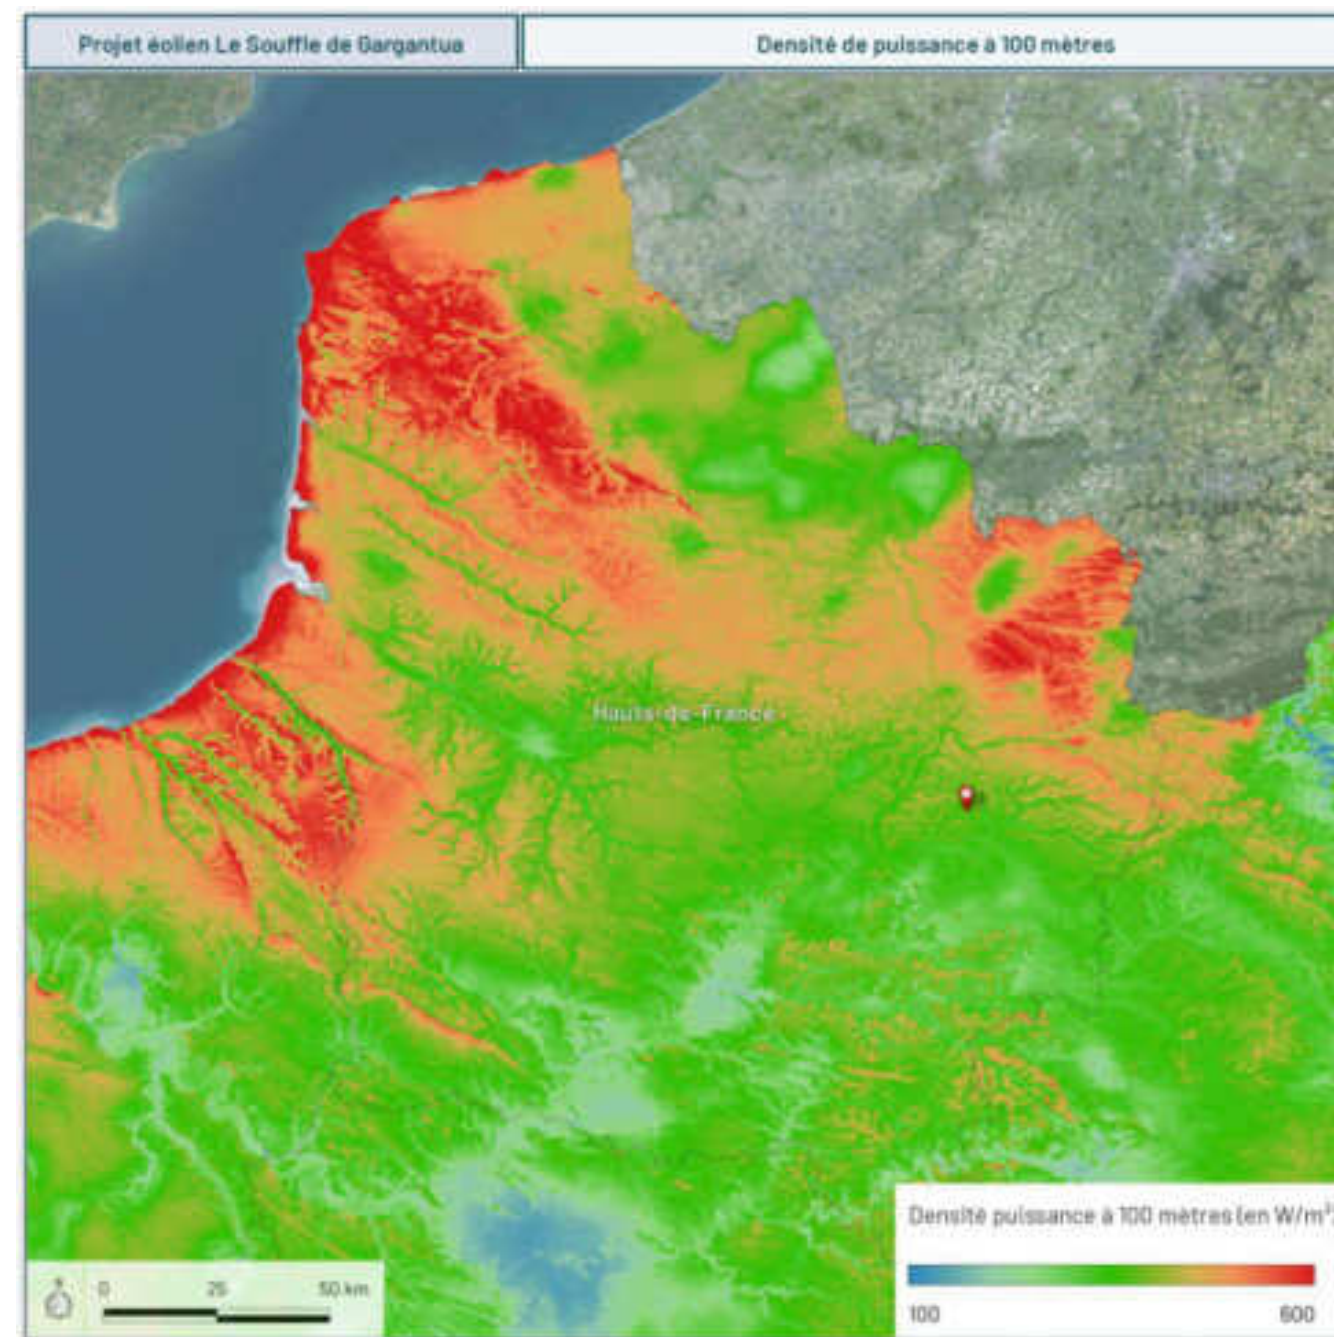 Projet éolien Le Souffle de Gargantua
Densité de puissance à 100 mètres
Hauts-de-France
0 25 50 km
Densité puissance à 100 mètres (en W/m²)
100 600